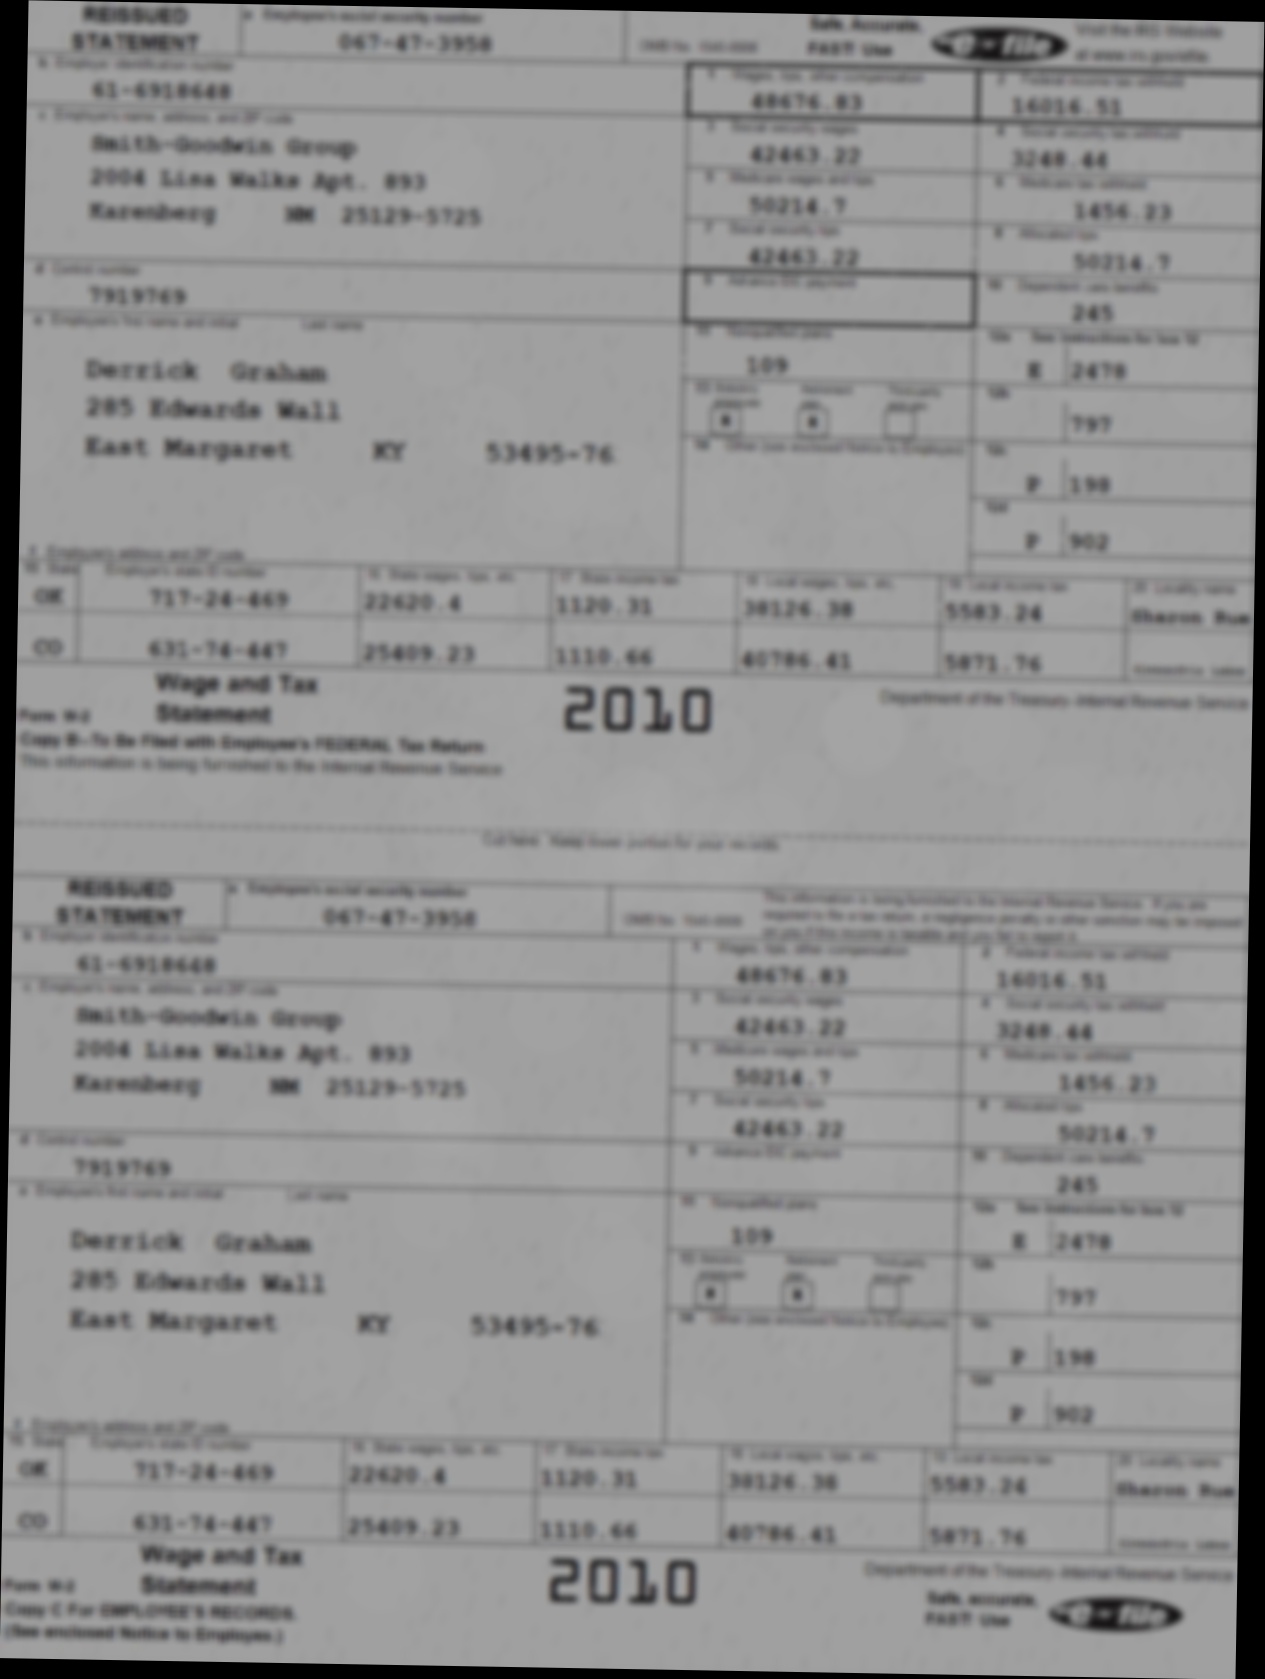 REISSUED STATEMENT
a Employee's social security number
067-47-3958
OMB No. 1545-0008
Safe, Accurate, FAST! Use
e-file
Visit the IRS Website at www.irs.gov/efile.
b Employer identification number
61-6918648
1 Wages, tips, other compensation
48676.83
2 Federal income tax withheld
16016.51
c Employer's name, address, and ZIP code
Smith-Goodwin Group
2004 Lisa Walks Apt. 893
Karenberg NM 25129-5725
3 Social security wages
42463.22
4 Social security tax withheld
3248.44
5 Medicare wages and tips
50214.7
6 Medicare tax withheld
1456.23
7 Social security tips
42463.22
8 Allocated tips
50214.7
d Control number
7919769
9 Advance EIC payment
10 Dependent care benefits
245
e Employee's first name and initial Last name
Derrick Graham
285 Edwards Wall
East Margaret KY 53495-76
11 Nonqualified plans
109
12a See instructions for box 12
E 2478
13 Statutory employee
Retirement plan
Third-party sick pay
12b
797
14 Other (see enclosed Notice to Employee)
12c
P 198
12d
P 902
f Employee's address and ZIP code
15 State Employer's state ID number
16 State wages, tips, etc.
17 State income tax
18 Local wages, tips, etc.
19 Local income tax
20 Locality name
717-24-469 22620.4 1120.31 38126.38 5583.24 Sharon Rue
CO 631-74-447 25409.23 1110.66 40786.41 5871.76
Wage and Tax
Statement
Form W-2
2010
Department of the Treasury-Internal Revenue Service
Copy B--To Be Filed with Employee's FEDERAL Tax Return
This information is being furnished to the Internal Revenue Service
Cut here. Keep lower portion for your records.
REISSUED STATEMENT
a Employee's social security number
067-47-3958
OMB No. 1545-0008
This information is being furnished to the Internal Revenue Service. If you are
required to file a tax return, a negligence penalty or other sanction may be imposed
on you if this income is taxable and you fail to report it.
b Employer identification number
61-6918648
1 Wages, tips, other compensation
48676.83
2 Federal income tax withheld
16016.51
c Employer's name, address, and ZIP code
Smith-Goodwin Group
2004 Lisa Walks Apt. 893
Karenberg NM 25129-5725
3 Social security wages
42463.22
4 Social security tax withheld
3248.44
5 Medicare wages and tips
50214.7
6 Medicare tax withheld
1456.23
7 Social security tips
42463.22
8 Allocated tips
50214.7
d Control number
7919769
9 Advance EIC payment
10 Dependent care benefits
245
e Employee's first name and initial Last name
Derrick Graham
285 Edwards Wall
East Margaret KY 53495-76
11 Nonqualified plans
109
12a See instructions for box 12
E 2478
13 Statutory employee
Retirement plan
Third-party sick pay
12b
797
14 Other (see enclosed Notice to Employee)
12c
P 198
12d
P 902
f Employee's address and ZIP code
15 State Employer's state ID number
16 State wages, tips, etc.
17 State income tax
18 Local wages, tips, etc.
19 Local income tax
20 Locality name
717-24-469 22620.4 1120.31 38126.38 5583.24 Sharon Rue
CO 631-74-447 25409.23 1110.66 40786.41 5871.76
Wage and Tax
Statement
Form W-2
2010
Department of the Treasury-Internal Revenue Service
Copy C For EMPLOYEE'S RECORDS.
(See enclosed Notice to Employee.)
Safe, accurate,
FAST! Use
e-file